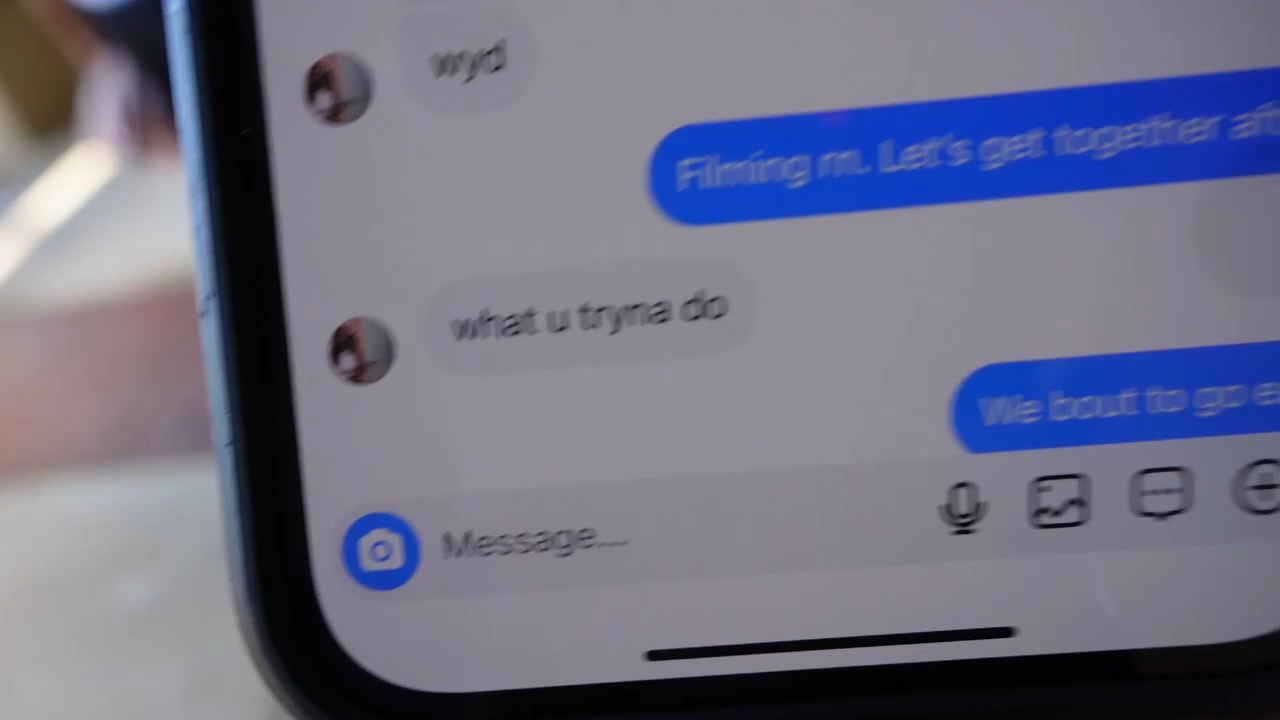 wyd
Filming rn. Let's get together
what u tryna do
We bout to go
Message...